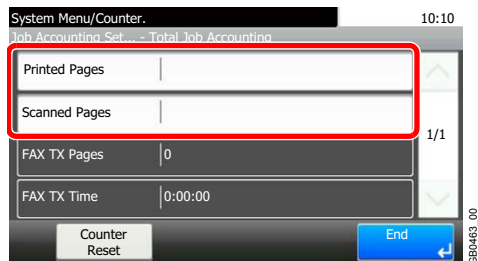 System Menu/Counter.
10:10
Job Accounting Set... - Total Job Accounting
Printed Pages
Scanned Pages
1/1
FAX TX Pages 0
FAX TX Time 0:00:00
Counter
Reset
End
GB0463_00